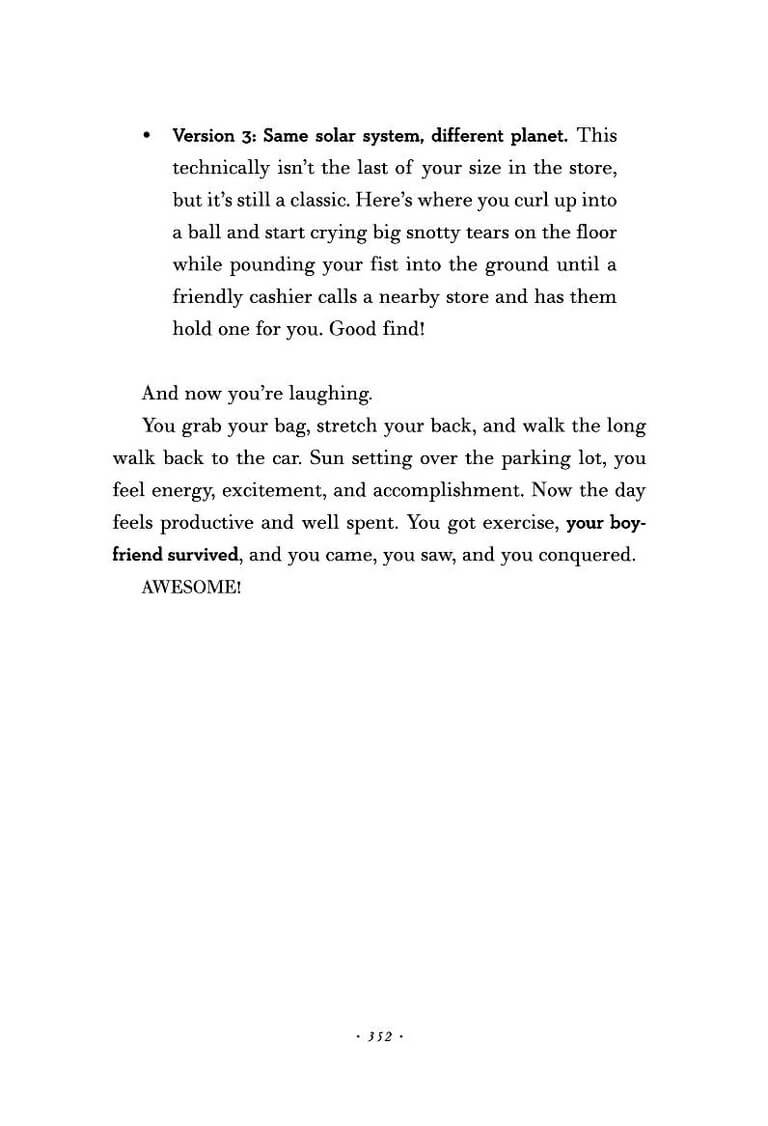 • Version 3: Same solar system, different planet. This
technically isn't the last of your size in the store,
but it's still a classic. Here's where you curl up into
a ball and start crying big snotty tears on the floor
while pounding your fist into the ground until a
friendly cashier calls a nearby store and has them
hold one for you. Good find!
And now you're laughing.
You grab your bag, stretch your back, and walk the long
walk back to the car. Sun setting over the parking lot, you
feel energy, excitement, and accomplishment. Now the day
feels productive and well spent. You got exercise, your boy-
friend survived, and you came, you saw, and you conquered.
AWESOME!
• 352 •